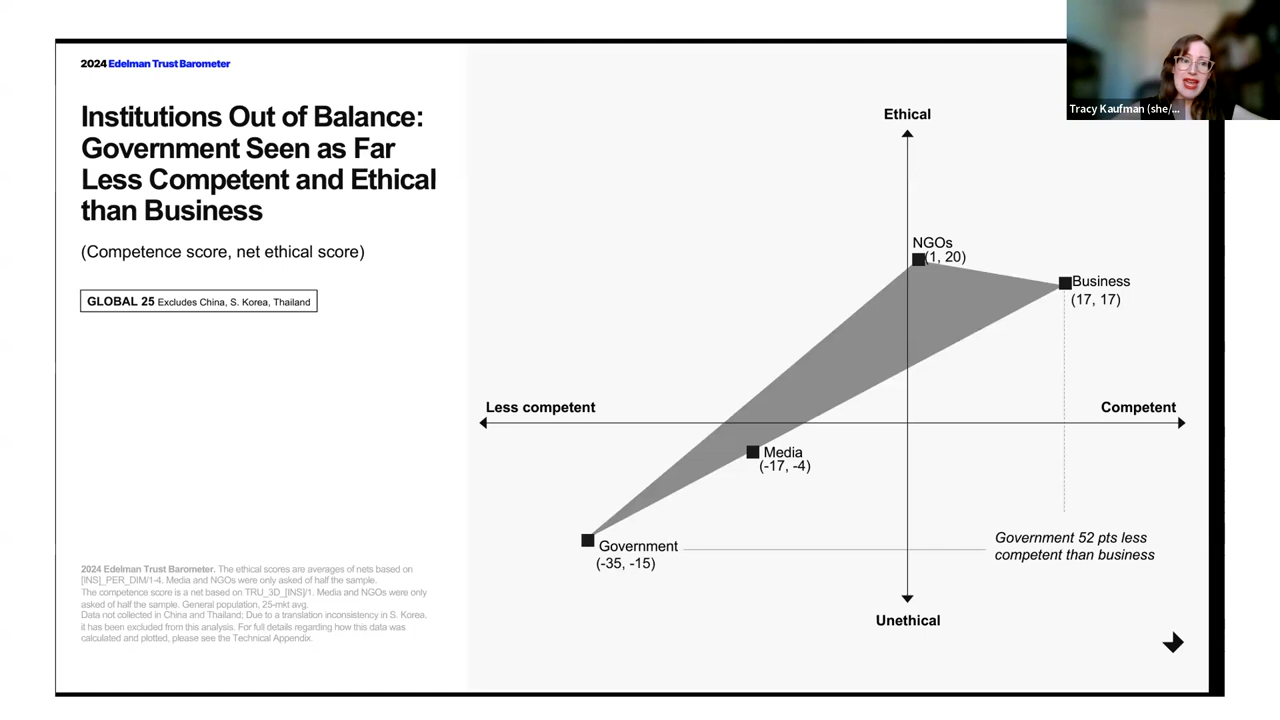 Tracy Kaufman (she/...
2024 Edelman Trust Barometer
Institutions Out of Balance:
Government Seen as Far
Less Competent and Ethical
than Business
(Competence score, net ethical score)
GLOBAL 25 Excludes China, S. Korea, Thailand
Ethical
NGOs
(1, 20)
Business
(17, 17)
Less competent
Competent
Media
(-17, -4)
Government
(-35, -15)
Government 52 pts less
competent than business
Unethical
2024 Edelman Trust Barometer. The ethical scores are averages of nets based on
[INS]_PER_DIM/1-4. Media and NGOs were only asked of half the sample.
The competence score is a net based on TRU_3D_[INS]/1. Media and NGOs were only
asked of half the sample. General population, 25-mkt avg.
Data not collected in China and Thailand; Due to a translation inconsistency in S. Korea,
it has been excluded from this analysis. For full details regarding how this data was
calculated and plotted, please see the Technical Appendix.